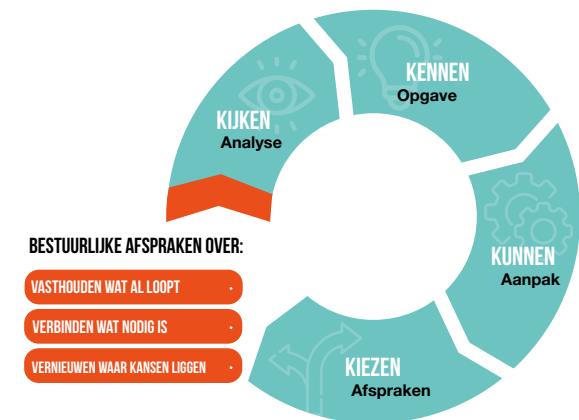 KIJKEN
Analyse
KENNEN
Opgave
KUNNEN
Aanpak
KIEZEN
Afspraken
BESTUURLIJKE AFSPRAKEN OVER:
VASTHOUDEN WAT AL LOOPT
VERBINDEN WAT NODIG IS
VERNIEUWEN WAAR KANSEN LIGGEN